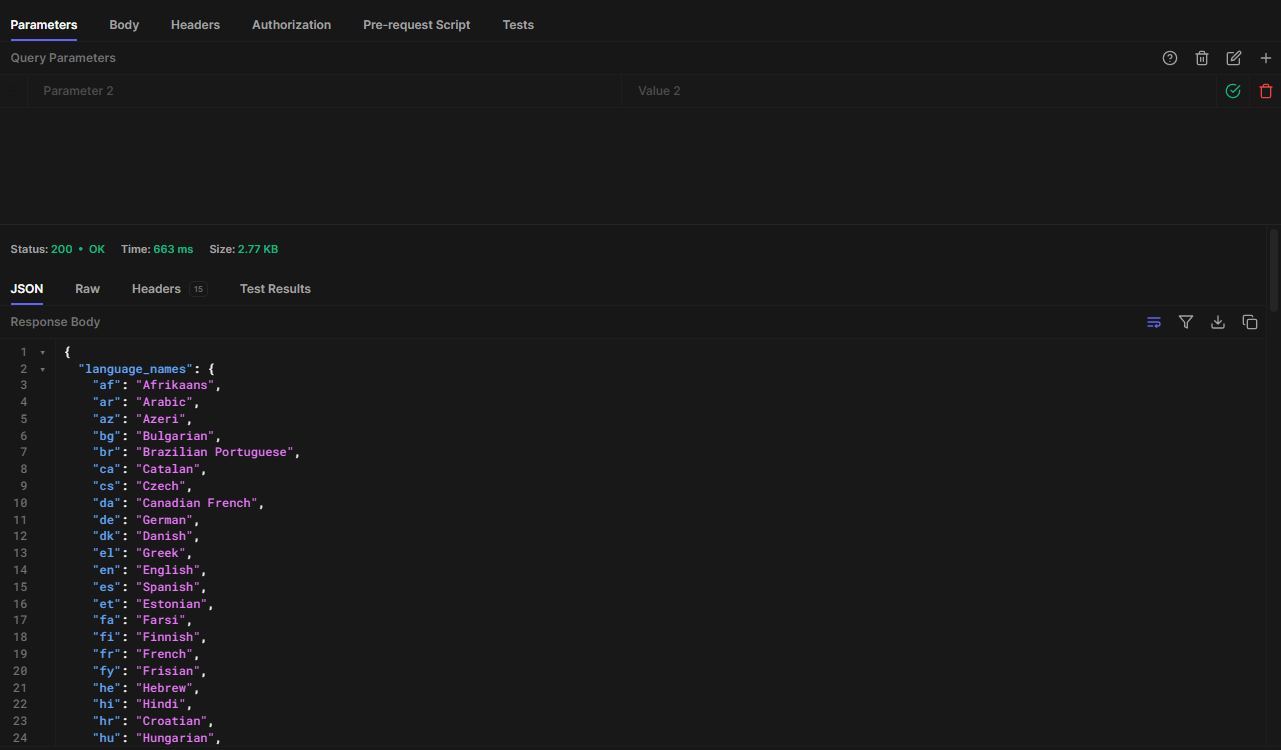 Parameters Body Headers Authorization Pre-request Script Tests
Query Parameters
Parameter 2 Value 2
Status: 200 • OK Time: 663 ms Size: 2.77 KB
JSON Raw Headers 15 Test Results
Response Body
1 {
2 "language_names": {
3 "af": "Afrikaans",
4 "ar": "Arabic",
5 "az": "Azeri",
6 "bg": "Bulgarian",
7 "br": "Brazilian Portuguese",
8 "ca": "Catalan",
9 "cs": "Czech",
10 "da": "Canadian French",
11 "de": "German",
12 "dk": "Danish",
13 "el": "Greek",
14 "en": "English",
15 "es": "Spanish",
16 "et": "Estonian",
17 "fa": "Farsi",
18 "fi": "Finnish",
19 "fr": "French",
20 "fy": "Frisian",
21 "he": "Hebrew",
22 "hi": "Hindi",
23 "hr": "Croatian",
24 "hu": "Hungarian",